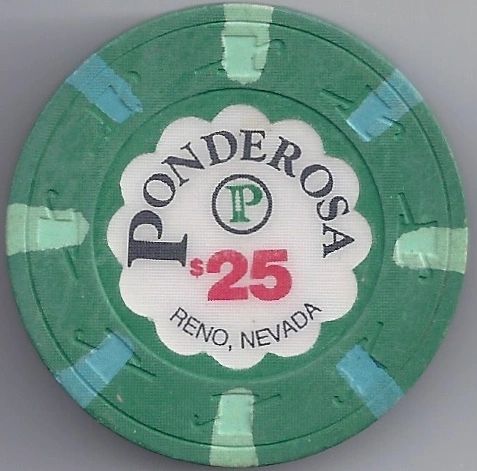 PONDEROSA
P
$25
RENO, NEVADA